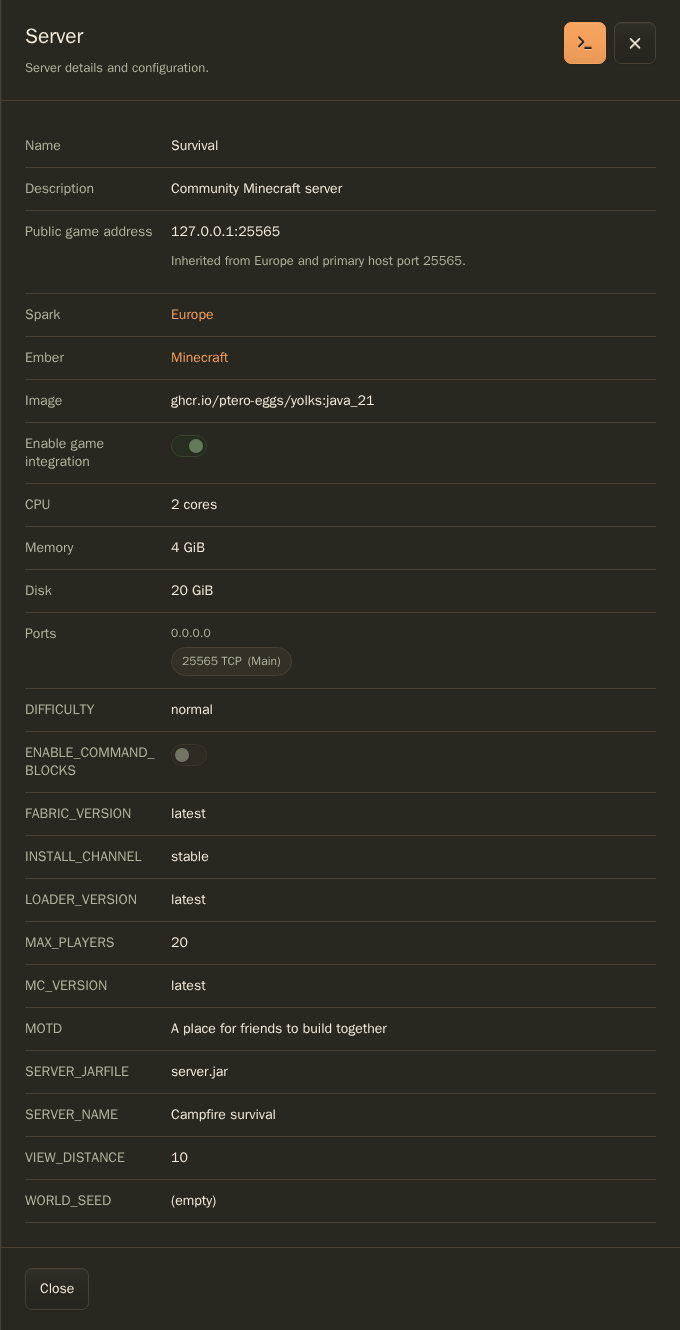 Server
Server details and configuration.
Name Survival
Description Community Minecraft server
Public game address 127.0.0.1:25565
Inherited from Europe and primary host port 25565.
Spark Europe
Ember Minecraft
Image ghcr.io/ptero-eggs/yolks:java_21
Enable game
integration
CPU 2 cores
Memory 4 GiB
Disk 20 GiB
Ports 0.0.0.0
25565 TCP (Main)
DIFFICULTY normal
ENABLE_COMMAND_
BLOCKS
FABRIC_VERSION latest
INSTALL_CHANNEL stable
LOADER_VERSION latest
MAX_PLAYERS 20
MC_VERSION latest
MOTD A place for friends to build together
SERVER_JARFILE server.jar
SERVER_NAME Campfire survival
VIEW_DISTANCE 10
WORLD_SEED (empty)
Close